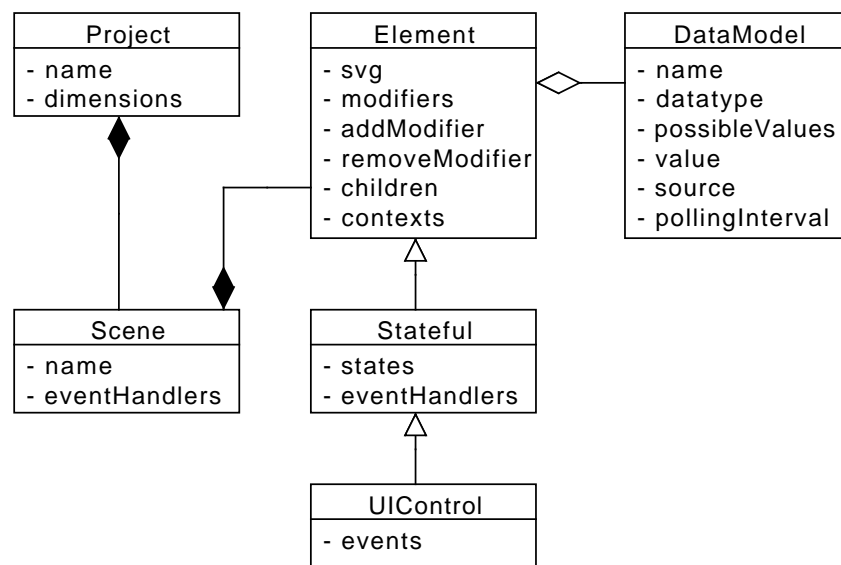 Project
- name
- dimensions
Element
- svg
- modifiers
- addModifier
- removeModifier
- children
- contexts
DataModel
- name
- datatype
- possibleValues
- value
- source
- pollingInterval
Scene
- name
- eventHandlers
Stateful
- states
- eventHandlers
UIControl
- events